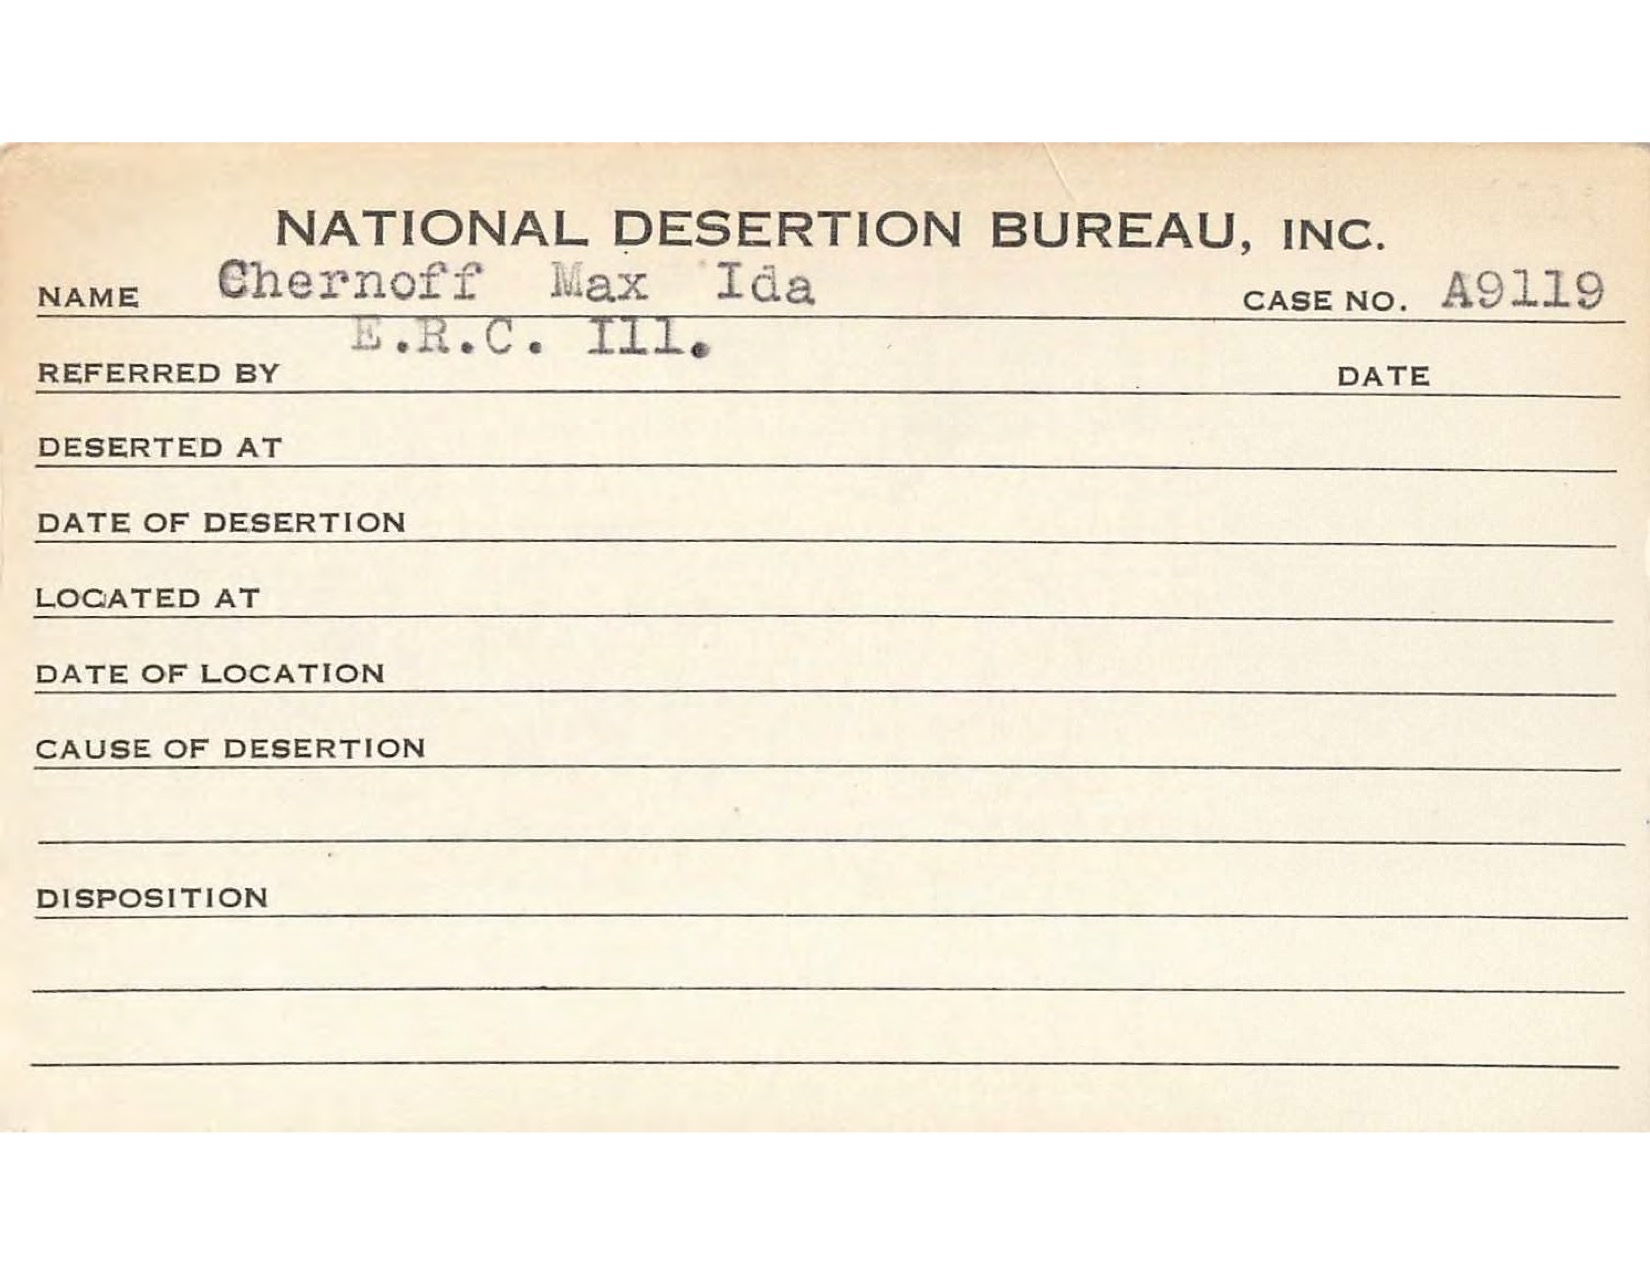 NATIONAL DESERTION BUREAU, INC.
NAME Chernoff Max Ida CASE NO. A9119
E.R.C. Ill.
REFERRED BY DATE
DESERTED AT
DATE OF DESERTION
LOCATED AT
DATE OF LOCATION
CAUSE OF DESERTION
DISPOSITION